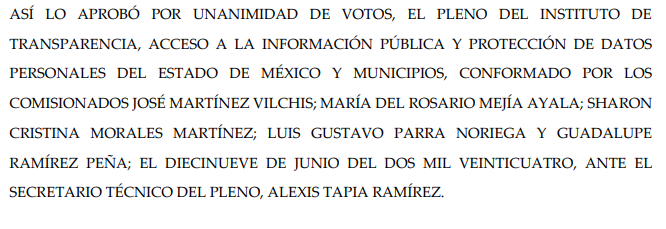 ASÍ LO APROBÓ POR UNANIMIDAD DE VOTOS, EL PLENO DEL INSTITUTO DE
TRANSPARENCIA, ACCESO A LA INFORMACIÓN PÚBLICA Y PROTECCIÓN DE DATOS
PERSONALES DEL ESTADO DE MÉXICO Y MUNICIPIOS, CONFORMADO POR LOS
COMISIONADOS JOSÉ MARTÍNEZ VILCHIS; MARÍA DEL ROSARIO MEJÍA AYALA; SHARON
CRISTINA MORALES MARTÍNEZ; LUIS GUSTAVO PARRA NORIEGA Y GUADALUPE
RAMÍREZ PEÑA; EL DIECINUEVE DE JUNIO DEL DOS MIL VEINTICUATRO, ANTE EL
SECRETARIO TÉCNICO DEL PLENO, ALEXIS TAPIA RAMÍREZ.